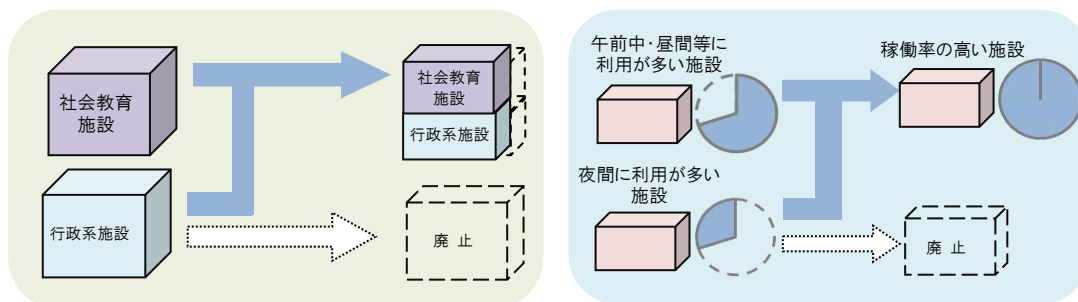 社会教育
施設
行政系施設
社会教育
施設
行政系施設
廃 止
午前中・昼間等に
利用が多い施設
夜間に利用が多い
施設
稼働率の高い施設
廃 止